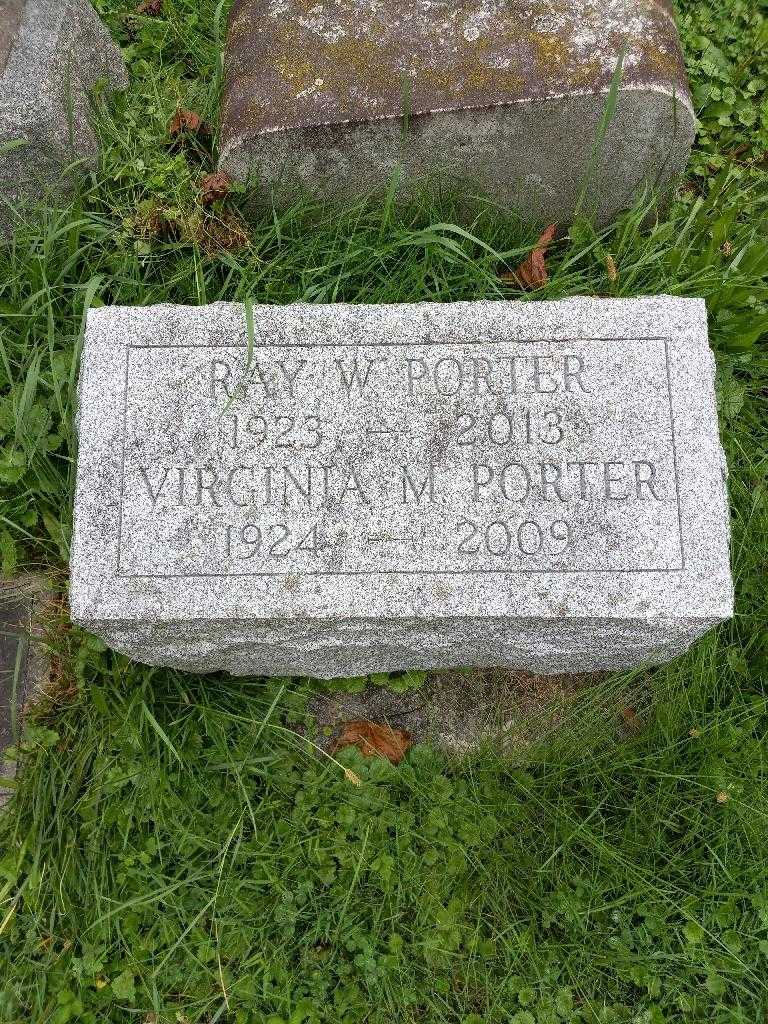 RAY W. PORTER
1923 — 2013
VIRGINIA M. PORTER
1924 — 2009